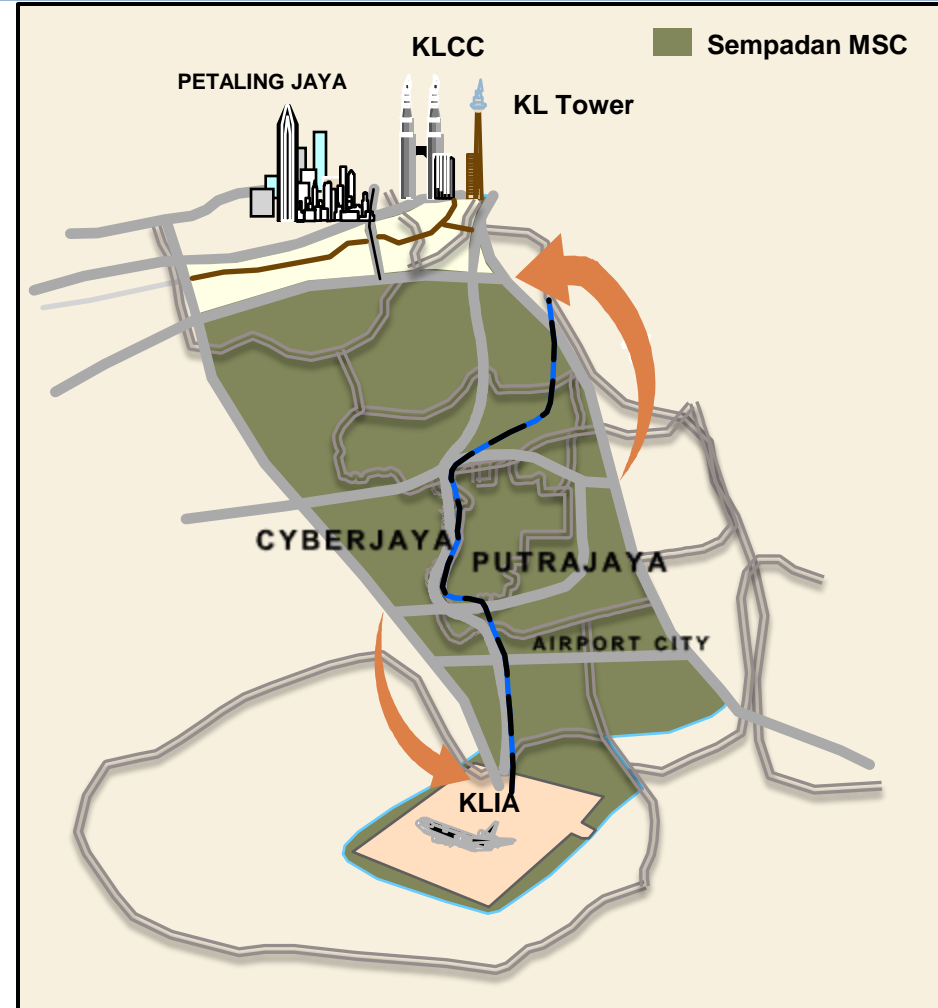 KLCC
Sempadan MSC
PETALING JAYA
KL Tower
CYBERJAYA
PUTRAJAYA
AIRPORT CITY
KLIA